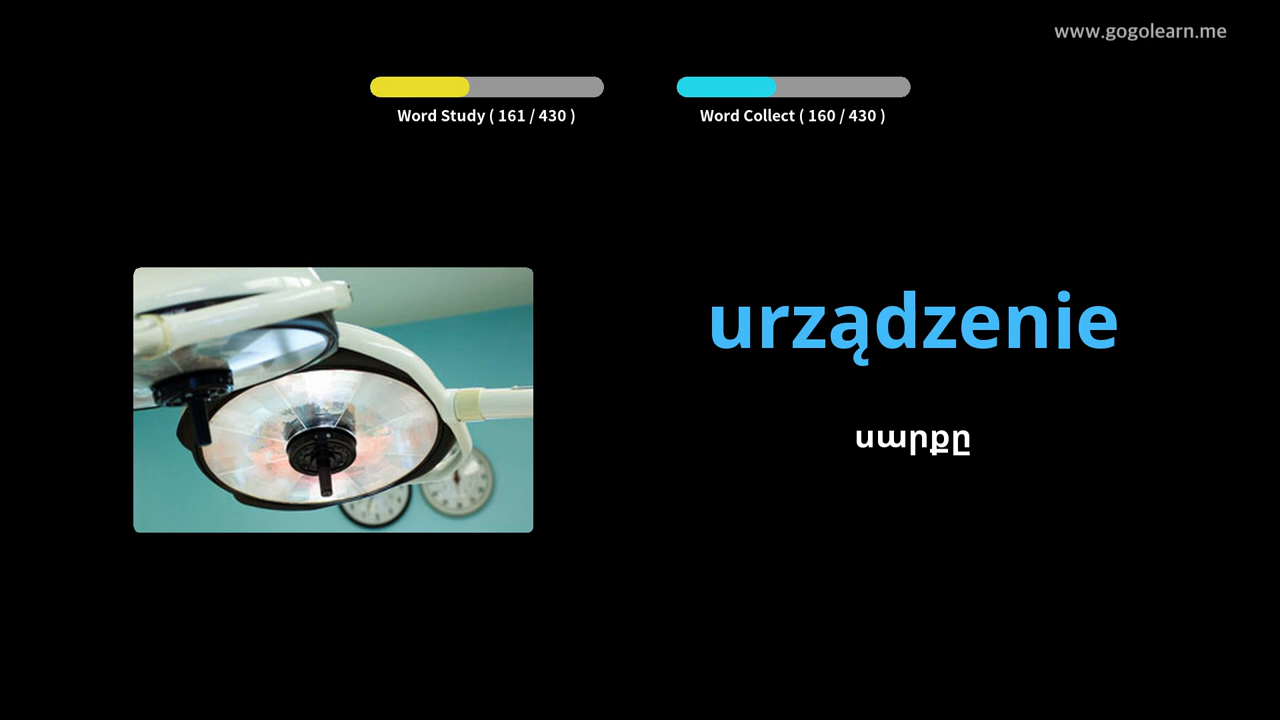 www.gogolearn.me
Word Study ( 161 / 430 )
Word Collect ( 160 / 430 )
urządzenie
սարքը